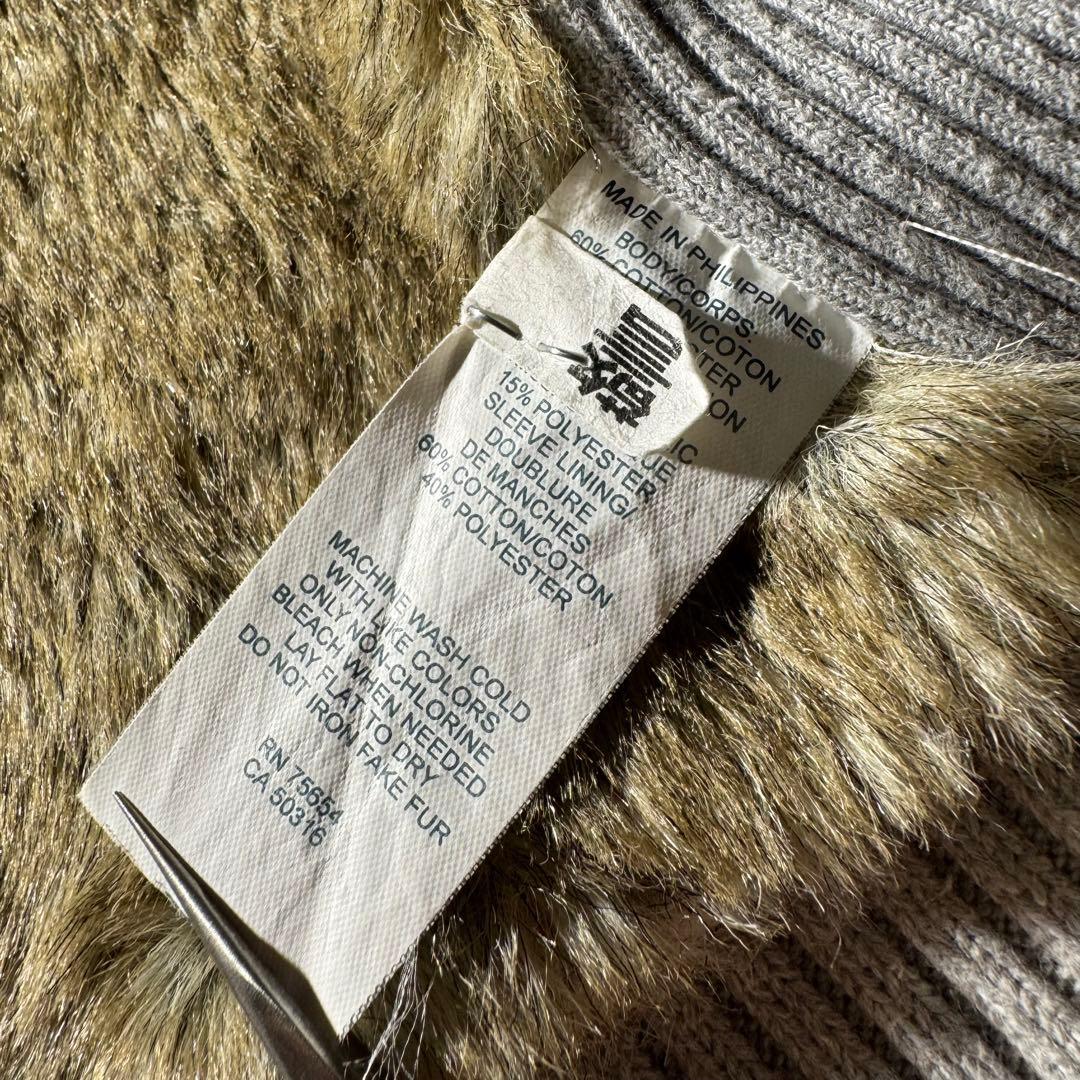 MADE IN PHILIPPINES
BODY/CORPS:
60% COTTON/COTON
15% POLYESTER
SLEEVE LINING/
DOUBLURE
DE MANCHES
60% COTTON/COTON
40% POLYESTER
MACHINE WASH COLD
WITH LIKE COLORS
ONLY NON-CHLORINE
BLEACH WHEN NEEDED
LAY FLAT TO DRY
DO NOT IRON FAKE FUR
RN 75654
CA 50316